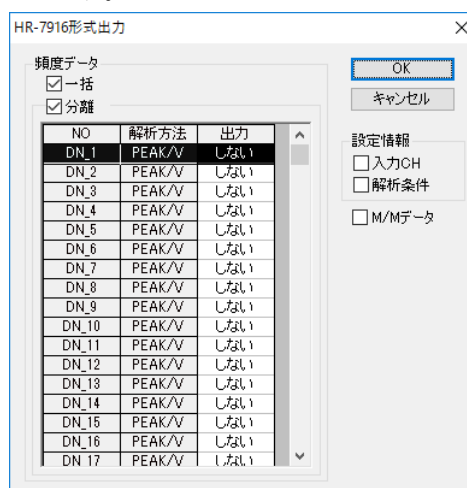 HR-7916形式出力
頻度データ
一括
分離
NO 解析方法 出力
DN_1 PEAK/V しない
DN_2 PEAK/V しない
DN_3 PEAK/V しない
DN_4 PEAK/V しない
DN_5 PEAK/V しない
DN_6 PEAK/V しない
DN_7 PEAK/V しない
DN_8 PEAK/V しない
DN_9 PEAK/V しない
DN_10 PEAK/V しない
DN_11 PEAK/V しない
DN_12 PEAK/V しない
DN_13 PEAK/V しない
DN_14 PEAK/V しない
DN_15 PEAK/V しない
DN_16 PEAK/V しない
DN_17 PEAK/V しない
OK
キャンセル
設定情報
入力CH
解析条件
M/Mデータ